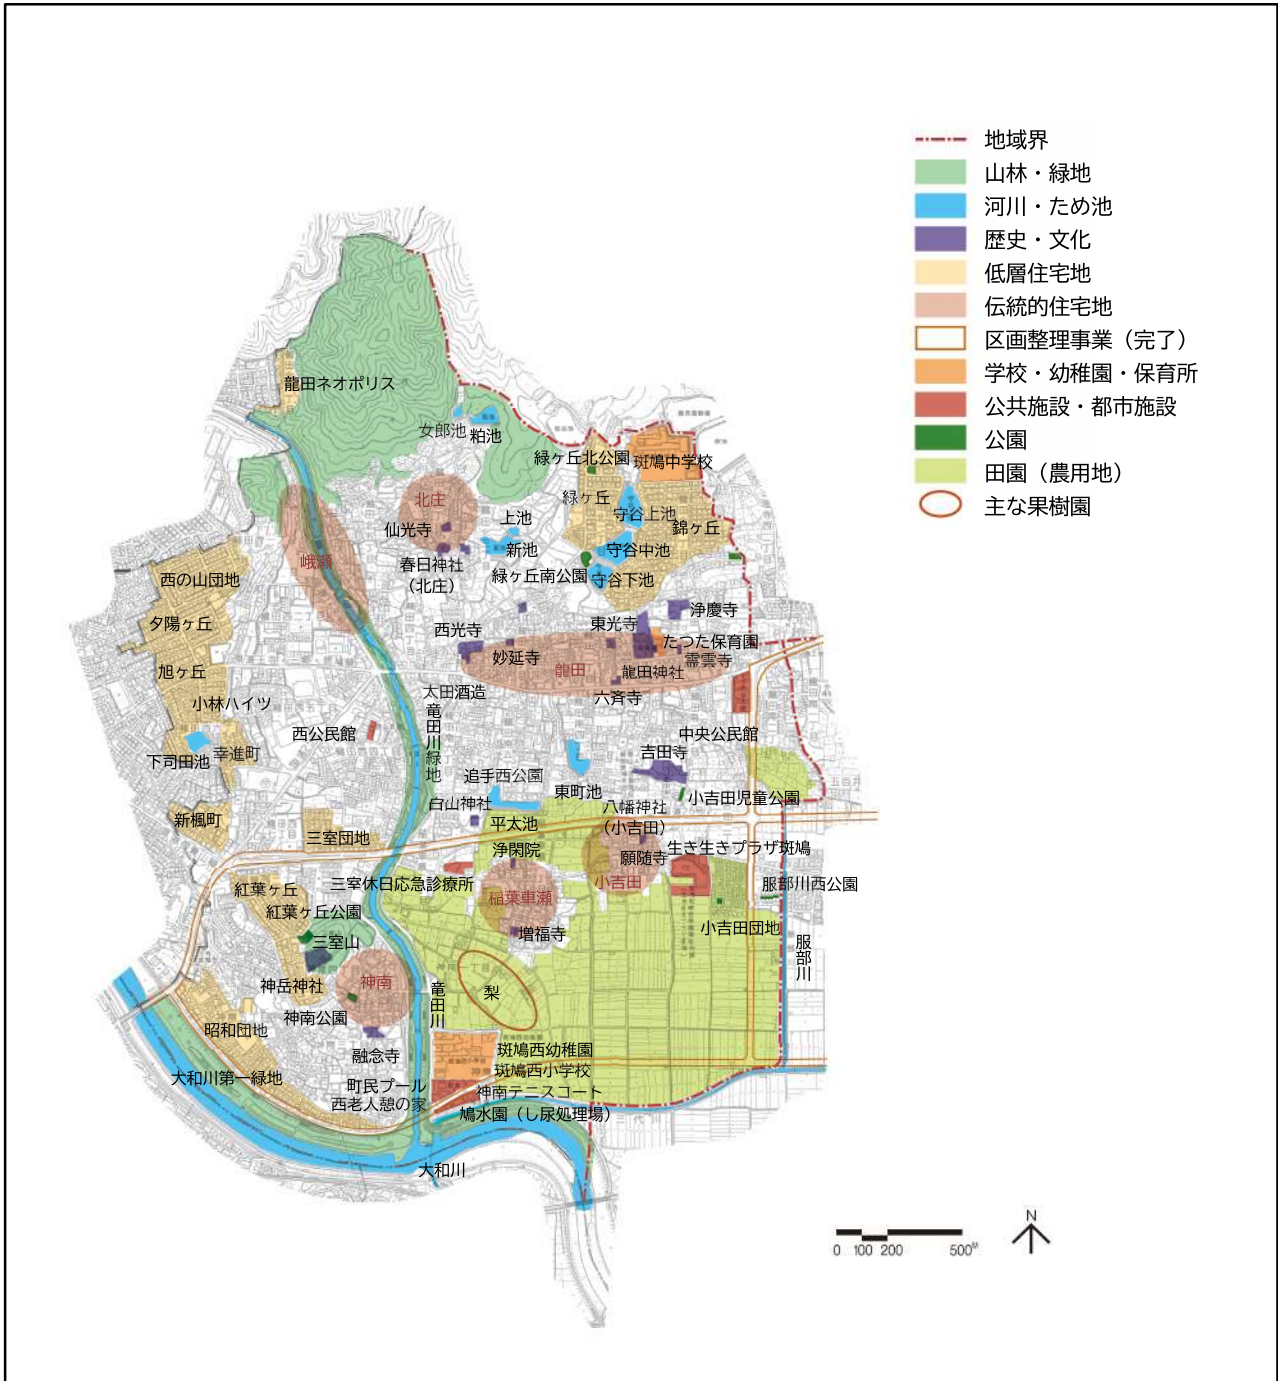 地域界
山林・緑地
河川・ため池
歴史・文化
低層住宅地
伝統的住宅地
区画整理事業（完了）
学校・幼稚園・保育所
公共施設・都市施設
公園
田園（農用地）
主な果樹園
龍田ネオポリス
女郎池
粕池
緑ヶ丘北公園
斑鳩中学校
北庄
緑ヶ丘
守谷上池
錦ヶ丘
仙光寺
上池
新池
守谷中池
春日神社
（北庄）
緑ヶ丘南公園
守谷下池
峨瀬
西の山団地
夕陽ヶ丘
浄慶寺
西光寺
東光寺
たつた保育園
妙延寺
龍田
龍田神社
霊雲寺
旭ヶ丘
小林ハイツ
太田酒造
六斉寺
竜田川緑地
西公民館
中央公民館
下司田池
幸進町
吉田寺
追手西公園
東町池
小吉田児童公園
白山神社
八幡神社
（小吉田）
新楓町
三室団地
平太池
浄閑院
願随寺
生き生きプラザ斑鳩
三室休日応急診療所
小吉田
服部川西公園
紅葉ヶ丘
稲葉車瀬
紅葉ヶ丘公園
小吉田団地
増福寺
三室山
服部川
神岳神社
神南
竜田川
梨
神南公園
昭和団地
融念寺
斑鳩西幼稚園
斑鳩西小学校
大和川第一緑地
町民プール
神南テニスコート
西老人憩の家
鳩水園（し尿処理場）
大和川
N
0 100 200 500M